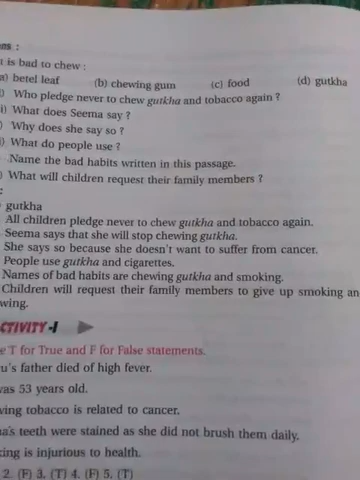 ns :
t is bad to chew :
a) betel leaf (b) chewing gum (c) food (d) gutkha
) Who pledge never to chew gutkha and tobacco again ?
i) What does Seema say ?
) Why does she say so ?
i) What do people use ?
Name the bad habits written in this passage.
) What will children request their family members ?
:
gutkha
All children pledge never to chew gutkha and tobacco again.
Seema says that she will stop chewing gutkha.
She says so because she doesn't want to suffer from cancer.
People use gutkha and cigarettes.
Names of bad habits are chewing gutkha and smoking.
Children will request their family members to give up smoking an
wing.
CTIVITY-I
e T for True and F for False statements.
u's father died of high fever.
was 53 years old.
ving tobacco is related to cancer.
na's teeth were stained as she did not brush them daily.
king is injurious to health.
2. (F) 3. (T) 4. (F) 5. (T)